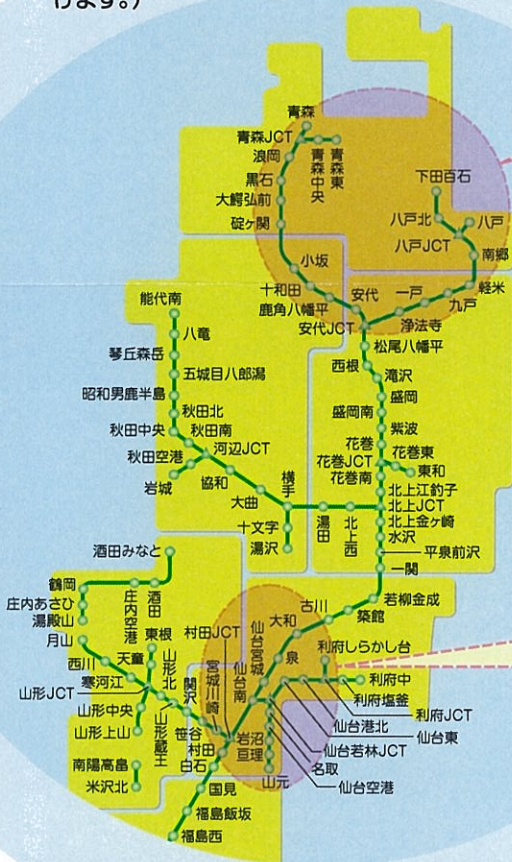 けます。)
青森
青森JCT
浪岡
青森中央
青森東
黒石
大鰐弘前
碇ヶ関
下田百石
八戸北
八戸
八戸JCT
南郷
小坂
十和田
鹿角八幡平
安代
一戸
軽米
九戸
安代JCT
浄法寺
松尾八幡平
西根
滝沢
盛岡
盛岡南
紫波
花巻
花巻JCT
花巻東
花巻南
東和
北上江釣子
北上JCT
北上金ヶ崎
水沢
平泉前沢
一関
能代南
八竜
琴丘森岳
五城目八郎潟
昭和男鹿半島
秋田北
秋田中央
秋田南
河辺JCT
秋田空港
岩城
協和
大曲
横手
十文字
湯沢
湯田
北上西
酒田みなと
鶴岡
庄内あさひ
湯殿山
庄内空港
酒田
月山
東根
村田JCT
西川
天童
山形北
寒河江
山形JCT
山形中央
山形上山
山形蔵王
関沢
笹谷
宮城川崎
仙台南
仙台宮城
古川
大和
泉
若柳金成
築館
利府しらかし台
利府中
利府塩釜
利府JCT
仙台東
仙台港北
仙台若林JCT
名取
仙台空港
岩沼
亘理
山元
村田
白石
国見
福島飯坂
福島西
南陽高畠
米沢北